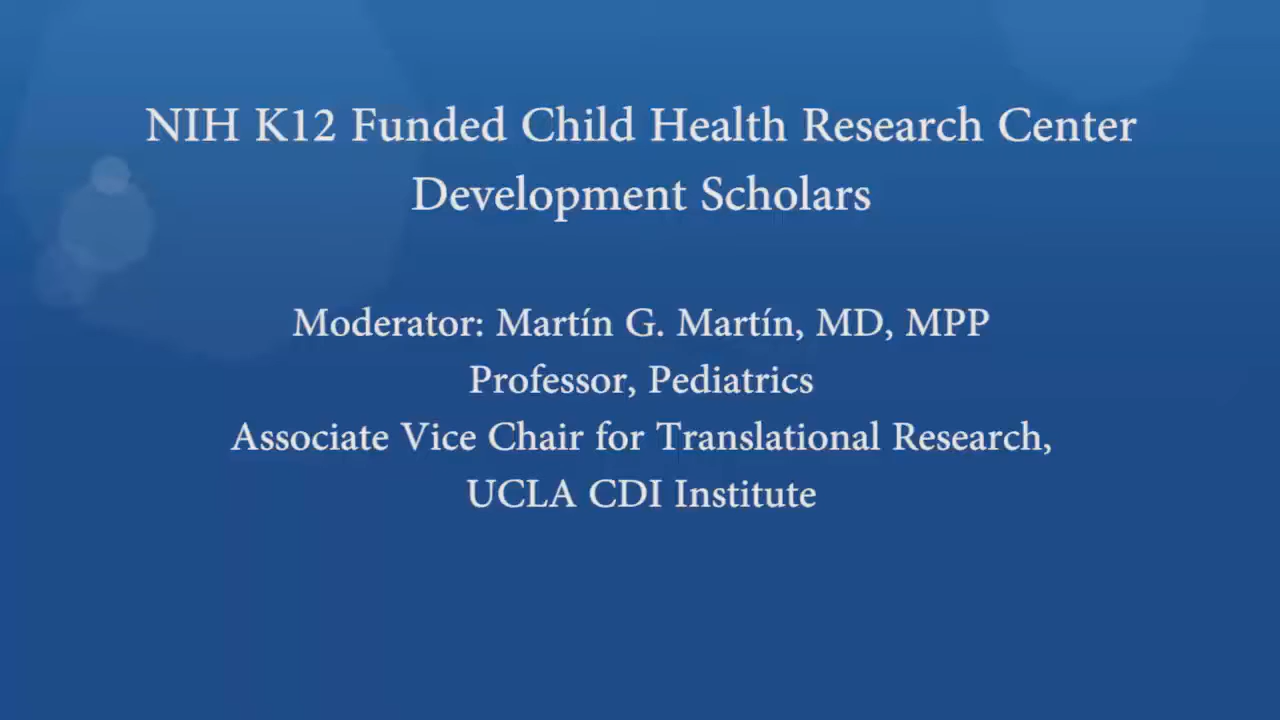 NIH K12 Funded Child Health Research Center
Development Scholars
Moderator: Martín G. Martín, MD, MPP
Professor, Pediatrics
Associate Vice Chair for Translational Research,
UCLA CDI Institute